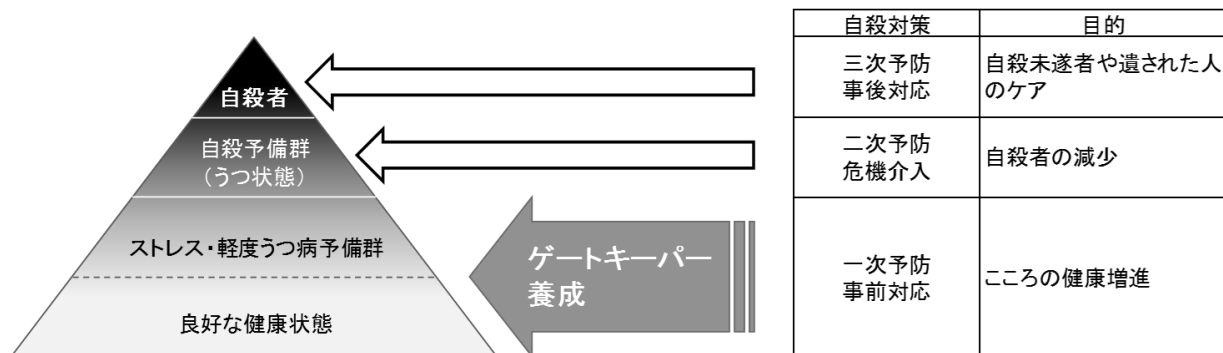 自殺者
自殺予備群
（うつ状態）
ストレス・軽度うつ病予備群
良好な健康状態
ゲートキーパー
養成
自殺対策
目的
三次予防
事後対応
自殺未遂者や遺された人
のケア
二次予防
危機介入
自殺者の減少
一次予防
事前対応
こころの健康増進